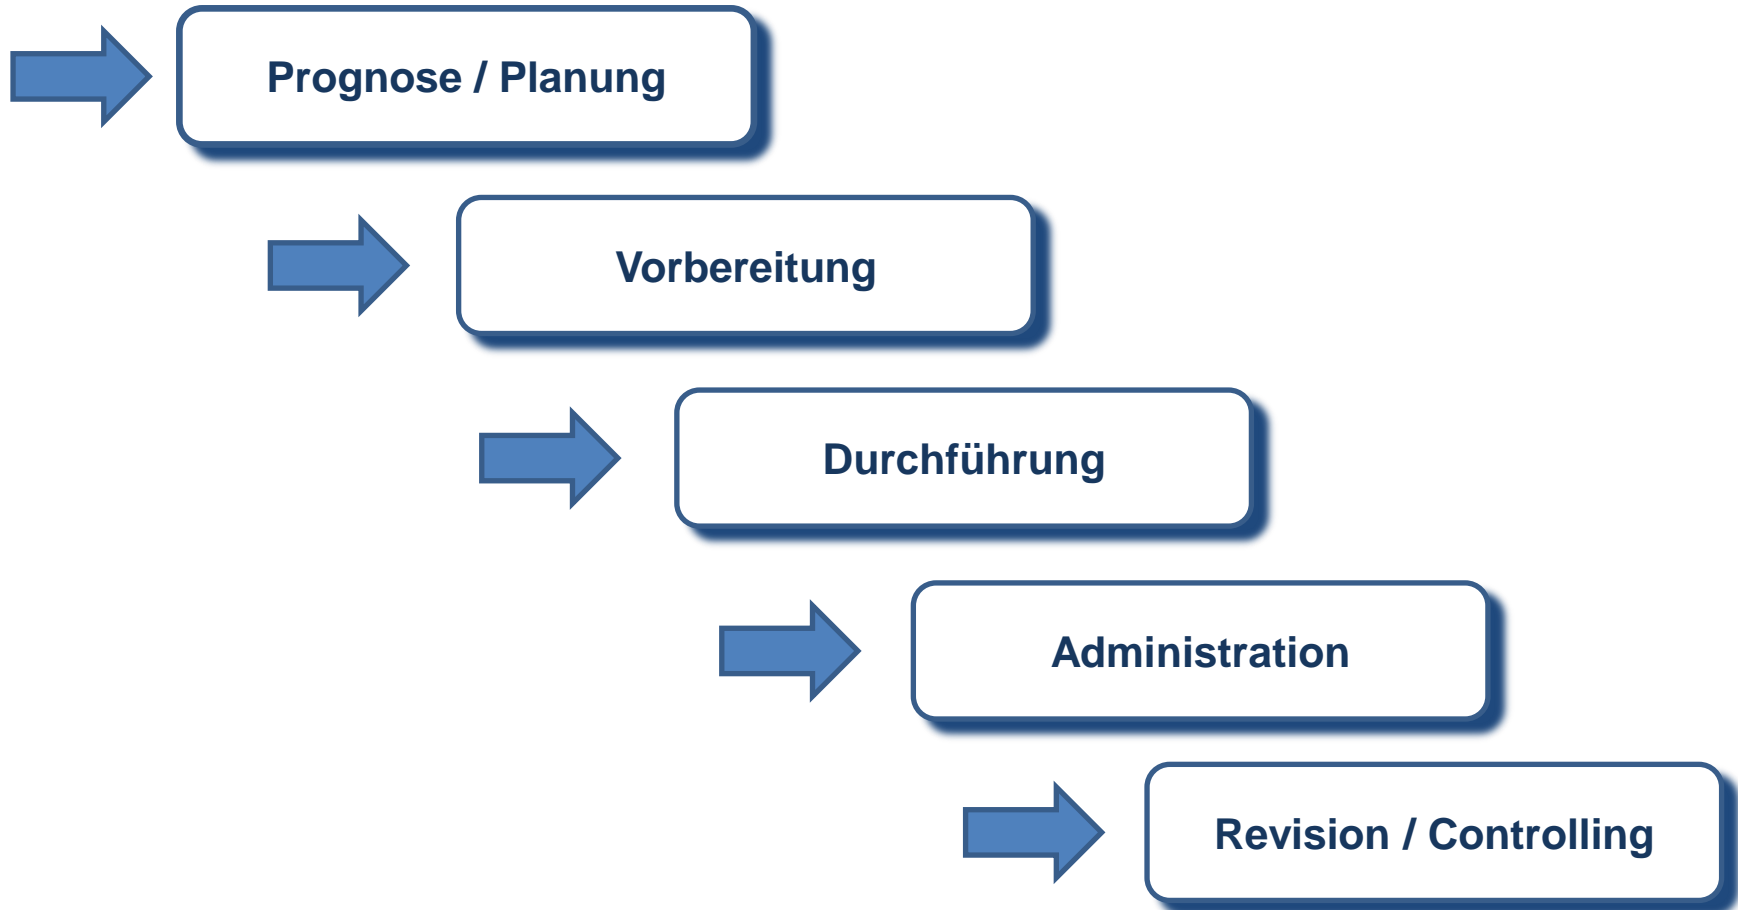 Prognose / Planung
Vorbereitung
Durchführung
Administration
Revision / Controlling